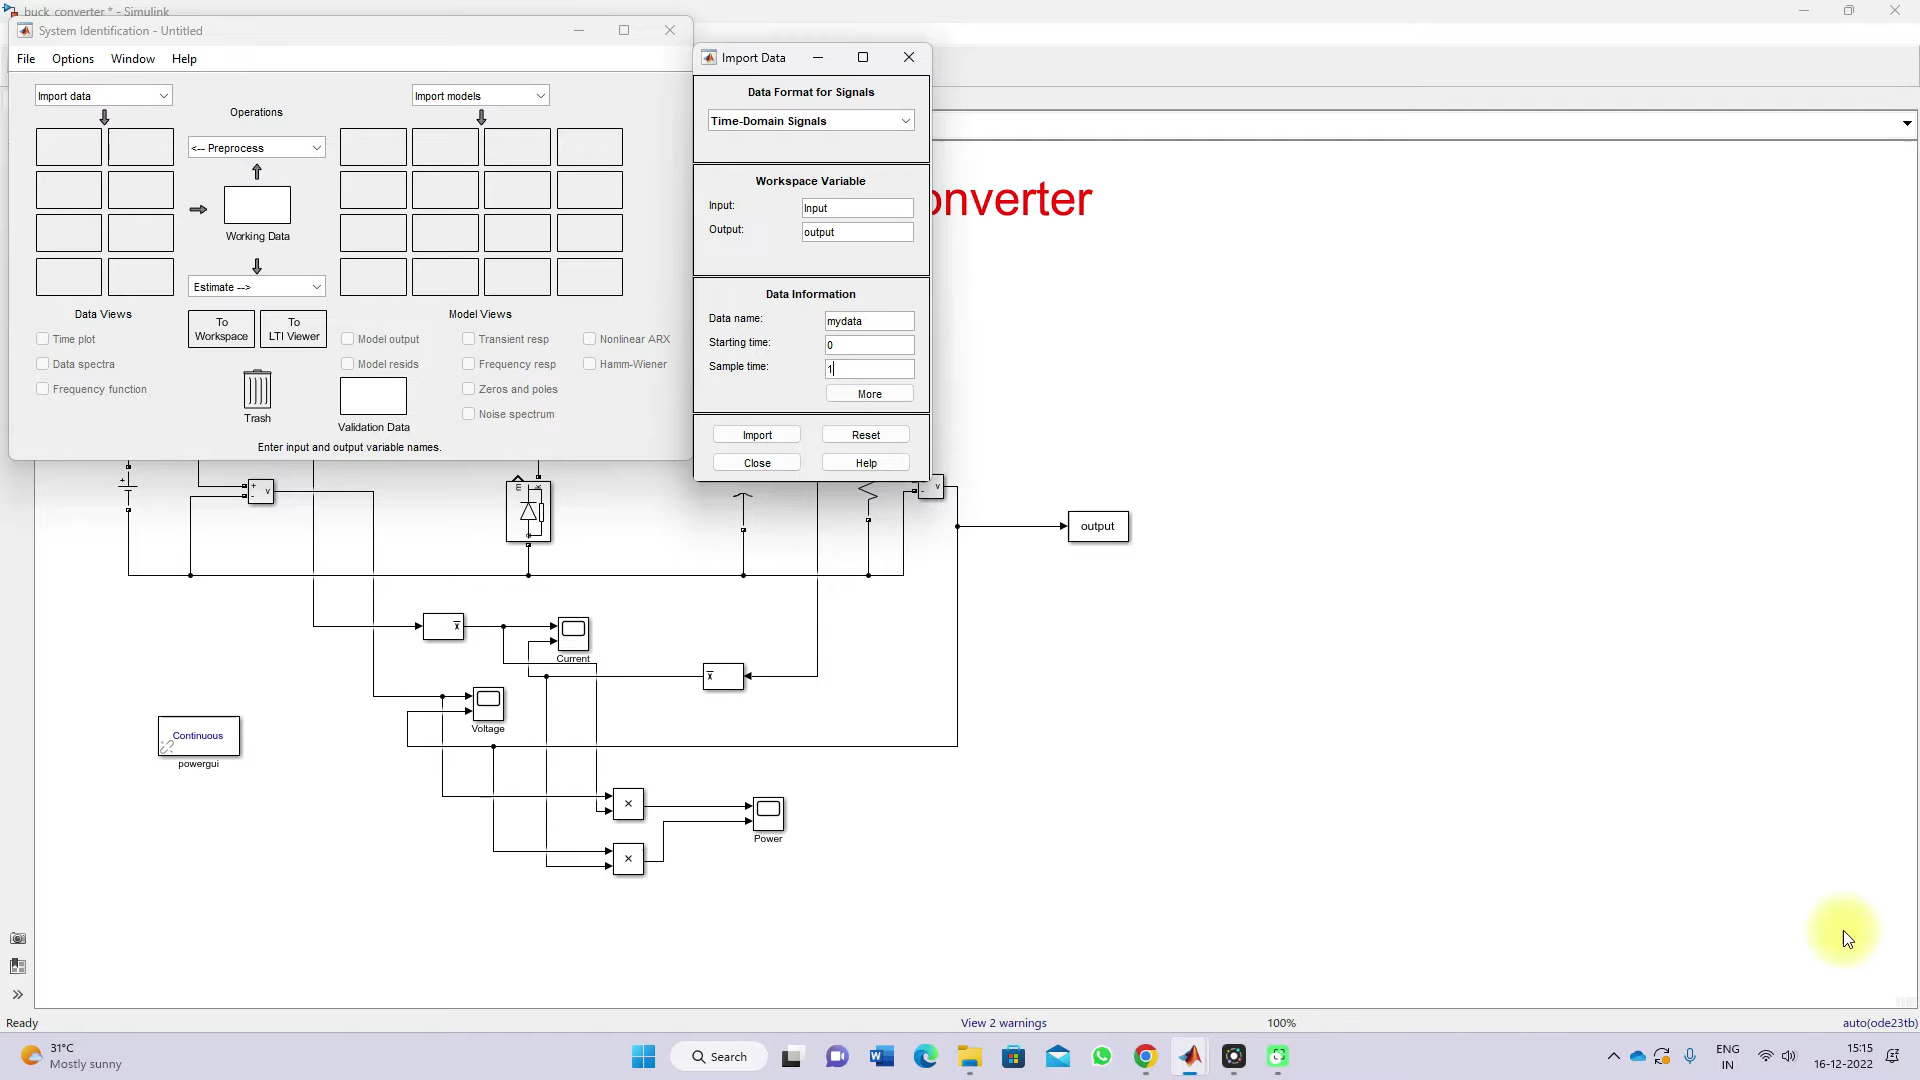 buck_converter * - Simulink
System Identification - Untitled
File
Options
Window
Help
Import data
Import models
Operations
<-- Preprocess
Working Data
Estimate -->
Data Views
Model Views
To
Workspace
To
LTI Viewer
Time plot
Data spectra
Frequency function
Model output
Model resids
Transient resp
Frequency resp
Zeros and poles
Noise spectrum
Nonlinear ARX
Hamm-Wiener
Trash
Validation Data
Enter input and output variable names.
Import Data
Data Format for Signals
Time-Domain Signals
Workspace Variable
Input:
Input
Output:
output
Data Information
Data name:
mydata
Starting time:
0
Sample time:
1
More
Import
Reset
Close
Help
onverter
+
+
-
v
m
-
v
output
x
Current
x
Voltage
Continuous
powergui
×
Power
×
Ready
View 2 warnings
100%
auto(ode23tb)
31°C
Mostly sunny
Search
ENG
IN
15:15
16-12-2022